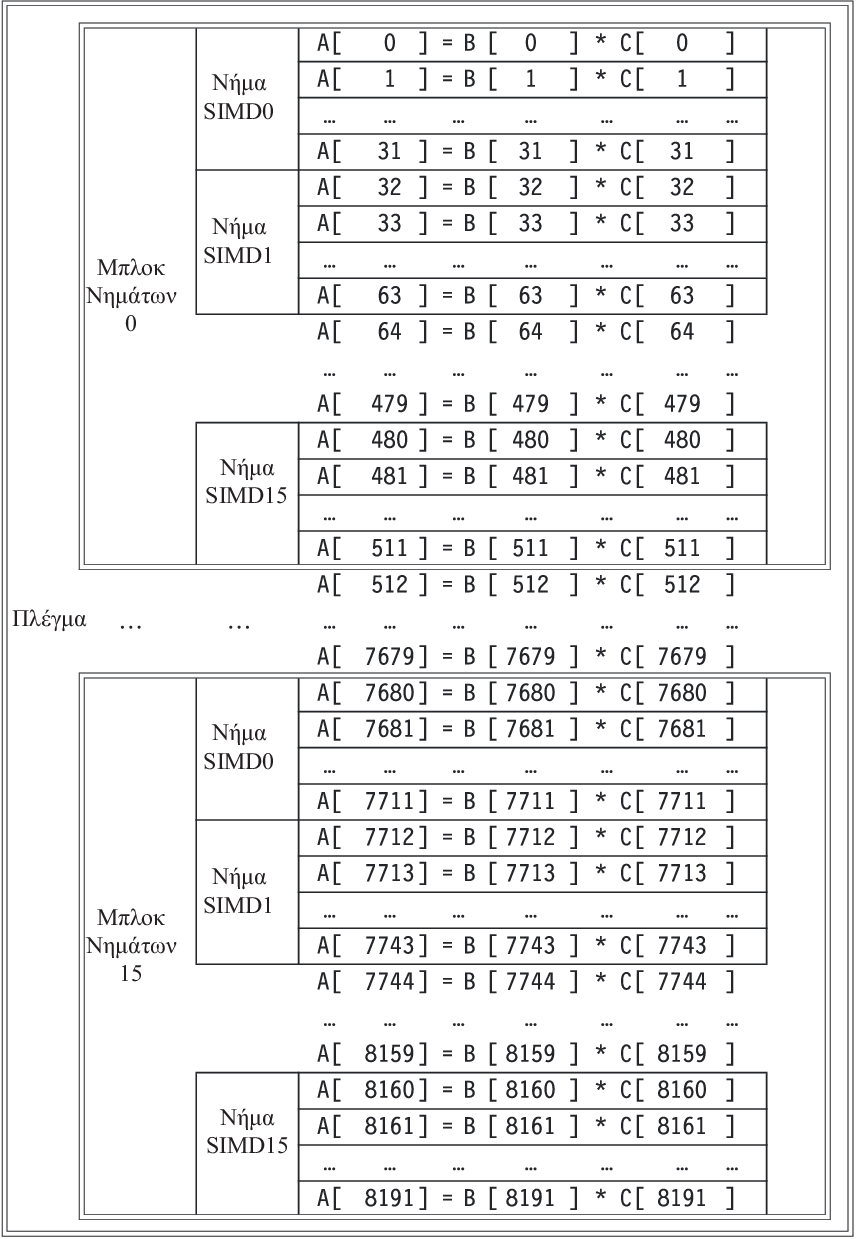 A[ 0 ] = B [ 0 ] * C[ 0 ]
Νήμα
SIMD0
A[ 1 ] = B [ 1 ] * C[ 1 ]
… … … … … … …
A[ 31 ] = B [ 31 ] * C[ 31 ]
A[ 32 ] = B [ 32 ] * C[ 32 ]
Νήμα
SIMD1
A[ 33 ] = B [ 33 ] * C[ 33 ]
… … … … … … …
Μπλοκ
Νημάτων
0
A[ 63 ] = B [ 63 ] * C[ 63 ]
A[ 64 ] = B [ 64 ] * C[ 64 ]
… … … … … … …
A[ 479 ] = B [ 479 ] * C[ 479 ]
A[ 480 ] = B [ 480 ] * C[ 480 ]
Νήμα
SIMD15
A[ 481 ] = B [ 481 ] * C[ 481 ]
… … … … … … …
A[ 511 ] = B [ 511 ] * C[ 511 ]
A[ 512 ] = B [ 512 ] * C[ 512 ]
Πλέγμα … … … … … … … … …
A[ 7679] = B [ 7679 ] * C[ 7679 ]
A[ 7680] = B [ 7680 ] * C[ 7680 ]
Νήμα
SIMD0
A[ 7681] = B [ 7681 ] * C[ 7681 ]
… … … … … … …
A[ 7711] = B [ 7711 ] * C[ 7711 ]
A[ 7712] = B [ 7712 ] * C[ 7712 ]
Νήμα
SIMD1
A[ 7713] = B [ 7713 ] * C[ 7713 ]
… … … … … … …
Μπλοκ
Νημάτων
15
A[ 7743] = B [ 7743 ] * C[ 7743 ]
A[ 7744] = B [ 7744 ] * C[ 7744 ]
… … … … … … …
A[ 8159] = B [ 8159 ] * C[ 8159 ]
A[ 8160] = B [ 8160 ] * C[ 8160 ]
Νήμα
SIMD15
A[ 8161] = B [ 8161 ] * C[ 8161 ]
… … … … … … …
A[ 8191] = B [ 8191 ] * C[ 8191 ]